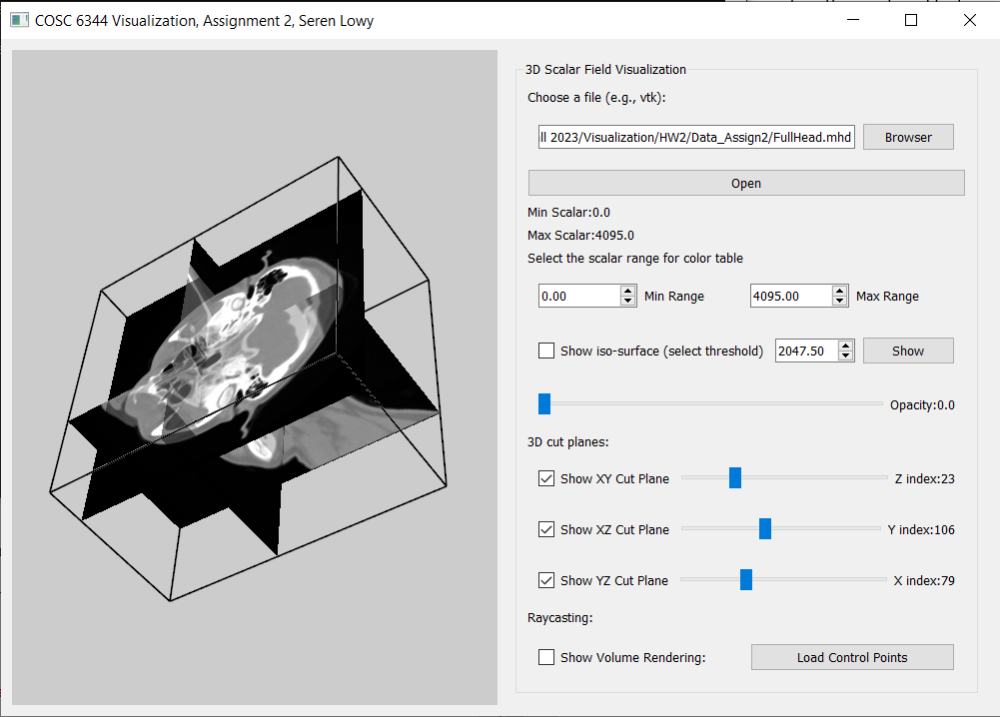 COSC 6344 Visualization, Assignment 2, Seren Lowy
3D Scalar Field Visualization
Choose a file (e.g., vtk):
ll 2023/Visualization/HW2/Data_Assign2/FullHead.mhd
Browser
Open
Min Scalar:0.0
Max Scalar:4095.0
Select the scalar range for color table
0.00
Min Range
4095.00
Max Range
Show iso-surface (select threshold)
2047.50
Show
Opacity:0.0
3D cut planes:
Show XY Cut Plane
Z index:23
Show XZ Cut Plane
Y index:106
Show YZ Cut Plane
X index:79
Raycasting:
Show Volume Rendering:
Load Control Points